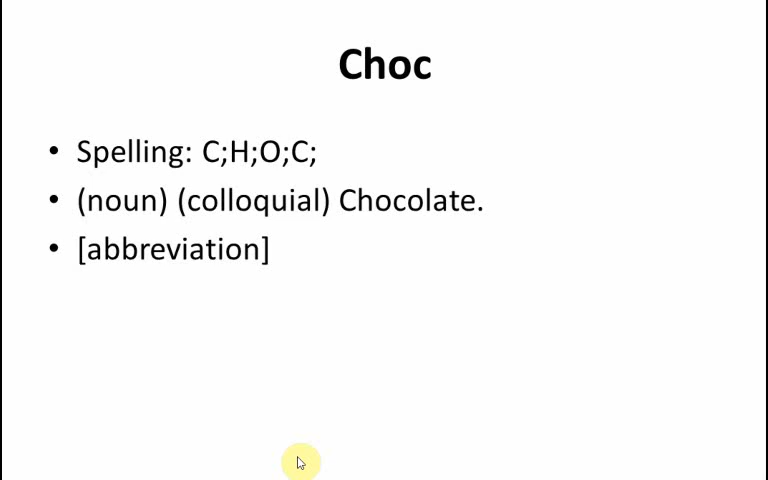 Choc
• Spelling: C;H;O;C;
• (noun) (colloquial) Chocolate.
• [abbreviation]